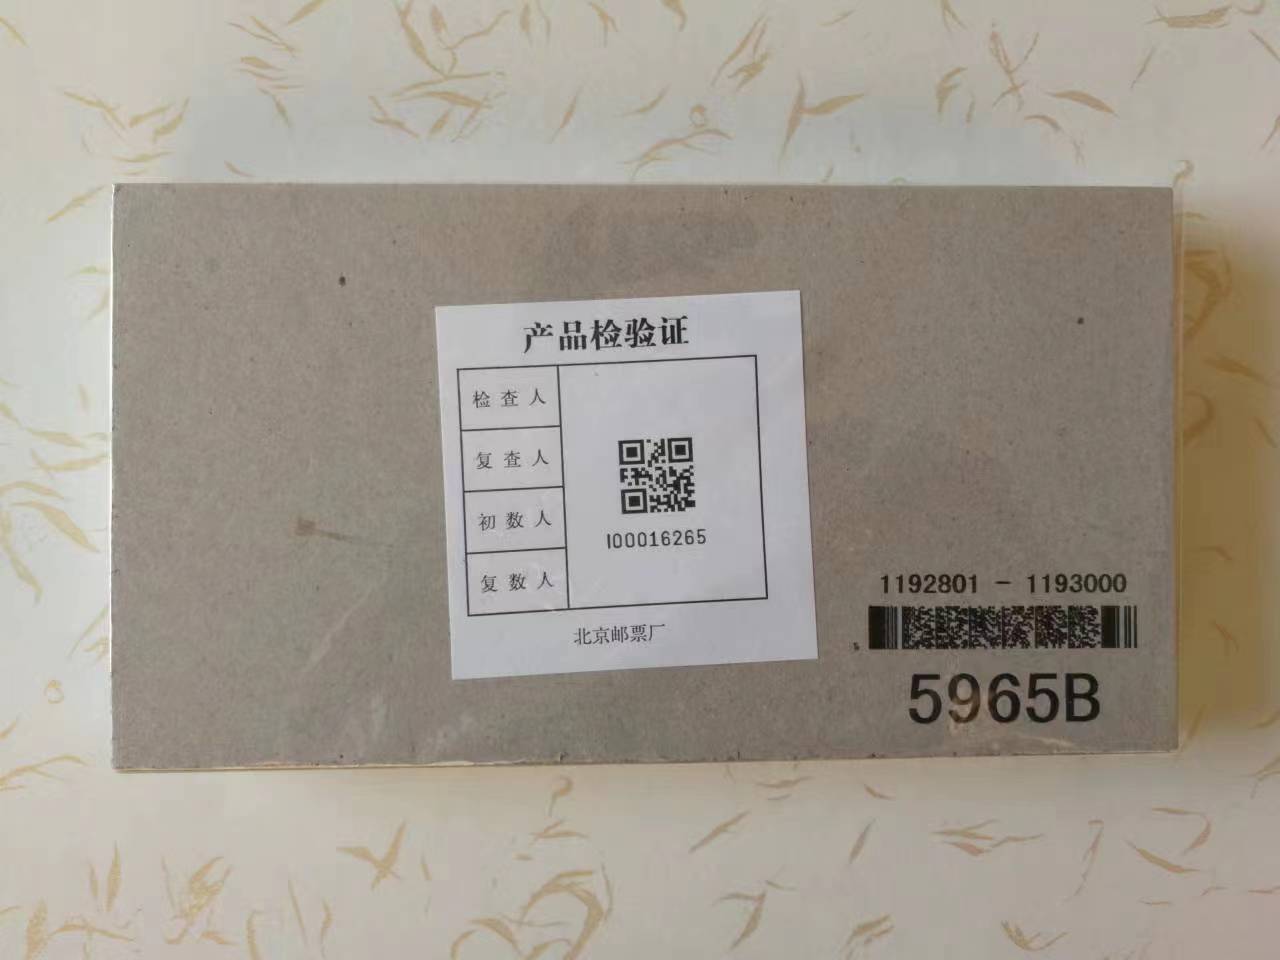 产品检验证
检查人
复查人
初数人
复数人
I00016265
北京邮票厂
1192801 - 1193000
5965B